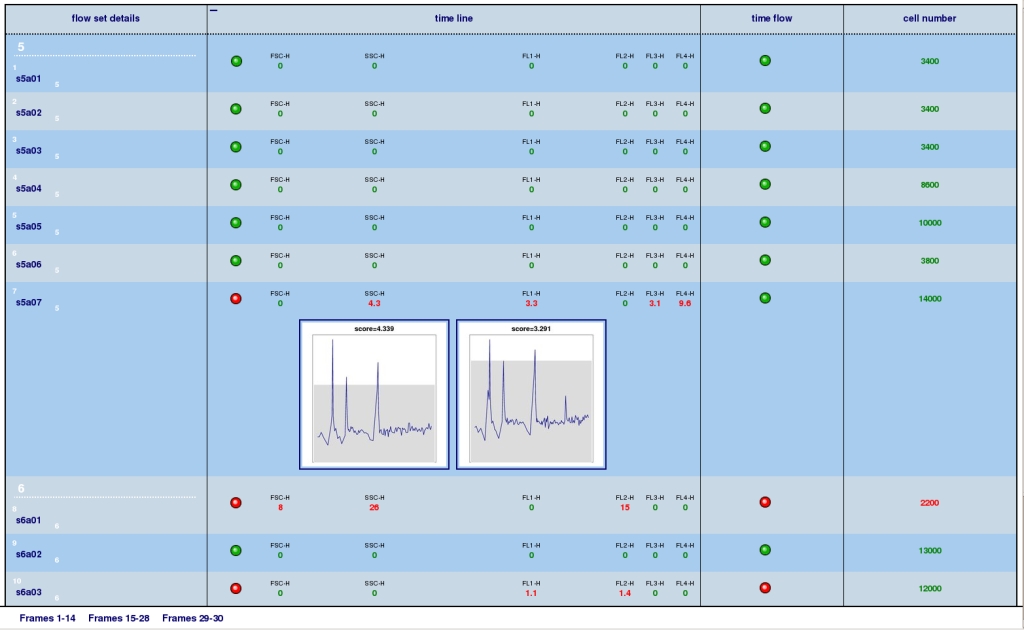 flow set details time line time flow cell number
5
1 FSC-H SSC-H FL1-H FL2-H FL3-H FL4-H
s5a01 5 0 0 0 0 0 0 3400
2 FSC-H SSC-H FL1-H FL2-H FL3-H FL4-H
s5a02 5 0 0 0 0 0 0 3400
3 FSC-H SSC-H FL1-H FL2-H FL3-H FL4-H
s5a03 5 0 0 0 0 0 0 3400
4 FSC-H SSC-H FL1-H FL2-H FL3-H FL4-H
s5a04 5 0 0 0 0 0 0 8600
5 FSC-H SSC-H FL1-H FL2-H FL3-H FL4-H
s5a05 5 0 0 0 0 0 0 10000
6 FSC-H SSC-H FL1-H FL2-H FL3-H FL4-H
s5a06 5 0 0 0 0 0 0 3800
7 FSC-H SSC-H FL1-H FL2-H FL3-H FL4-H
s5a07 5 0 4.3 3.3 0 3.1 9.6 14000
score=4.339 score=3.291
6
8 FSC-H SSC-H FL1-H FL2-H FL3-H FL4-H
s6a01 6 8 26 0 15 0 0 2200
9 FSC-H SSC-H FL1-H FL2-H FL3-H FL4-H
s6a02 6 0 0 0 0 0 0 13000
10 FSC-H SSC-H FL1-H FL2-H FL3-H FL4-H
s6a03 6 0 0 1.1 1.4 0 0 12000
Frames 1-14 Frames 15-28 Frames 29-30